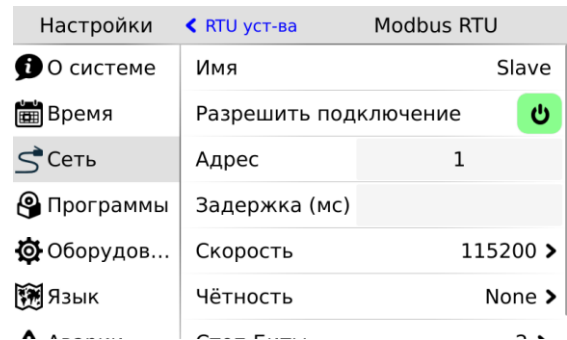 Настройки
RTU уст-ва
Modbus RTU
О системе
Время
Сеть
Программы
Оборудов...
Язык
Имя
Slave
Разрешить подключение
Адрес
1
Задержка (мс)
Скорость
115200
Чётность
None